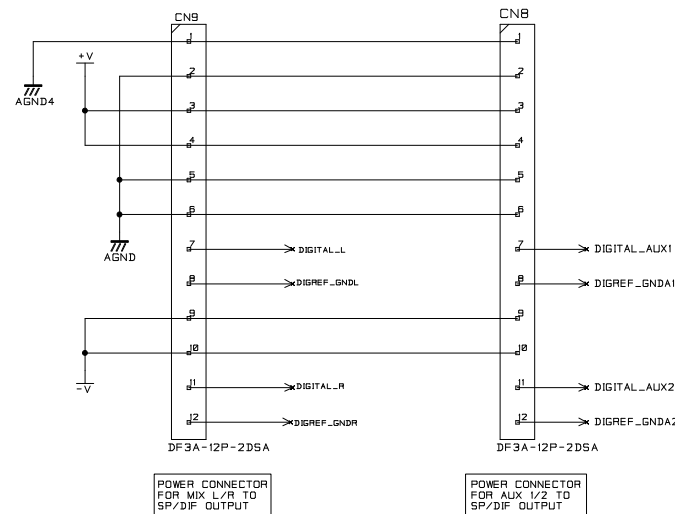 CN9
CN8
1
1
+V
2
2
AGND4
3
3
4
4
5
5
6
6
7
DIGITAL_L
7
DIGITAL_AUX1
AGND
8
DIGREF_GNDL
8
DIGREF_GNDA1
9
9
10
10
-V
11
DIGITAL_R
11
DIGITAL_AUX2
12
DIGREF_GNDR
12
DIGREF_GNDA2
DF3A-12P-2DSA
DF3A-12P-2DSA
POWER CONNECTOR
FOR MIX L/R TO
SP/DIF OUTPUT
POWER CONNECTOR
FOR AUX 1/2 TO
SP/DIF OUTPUT